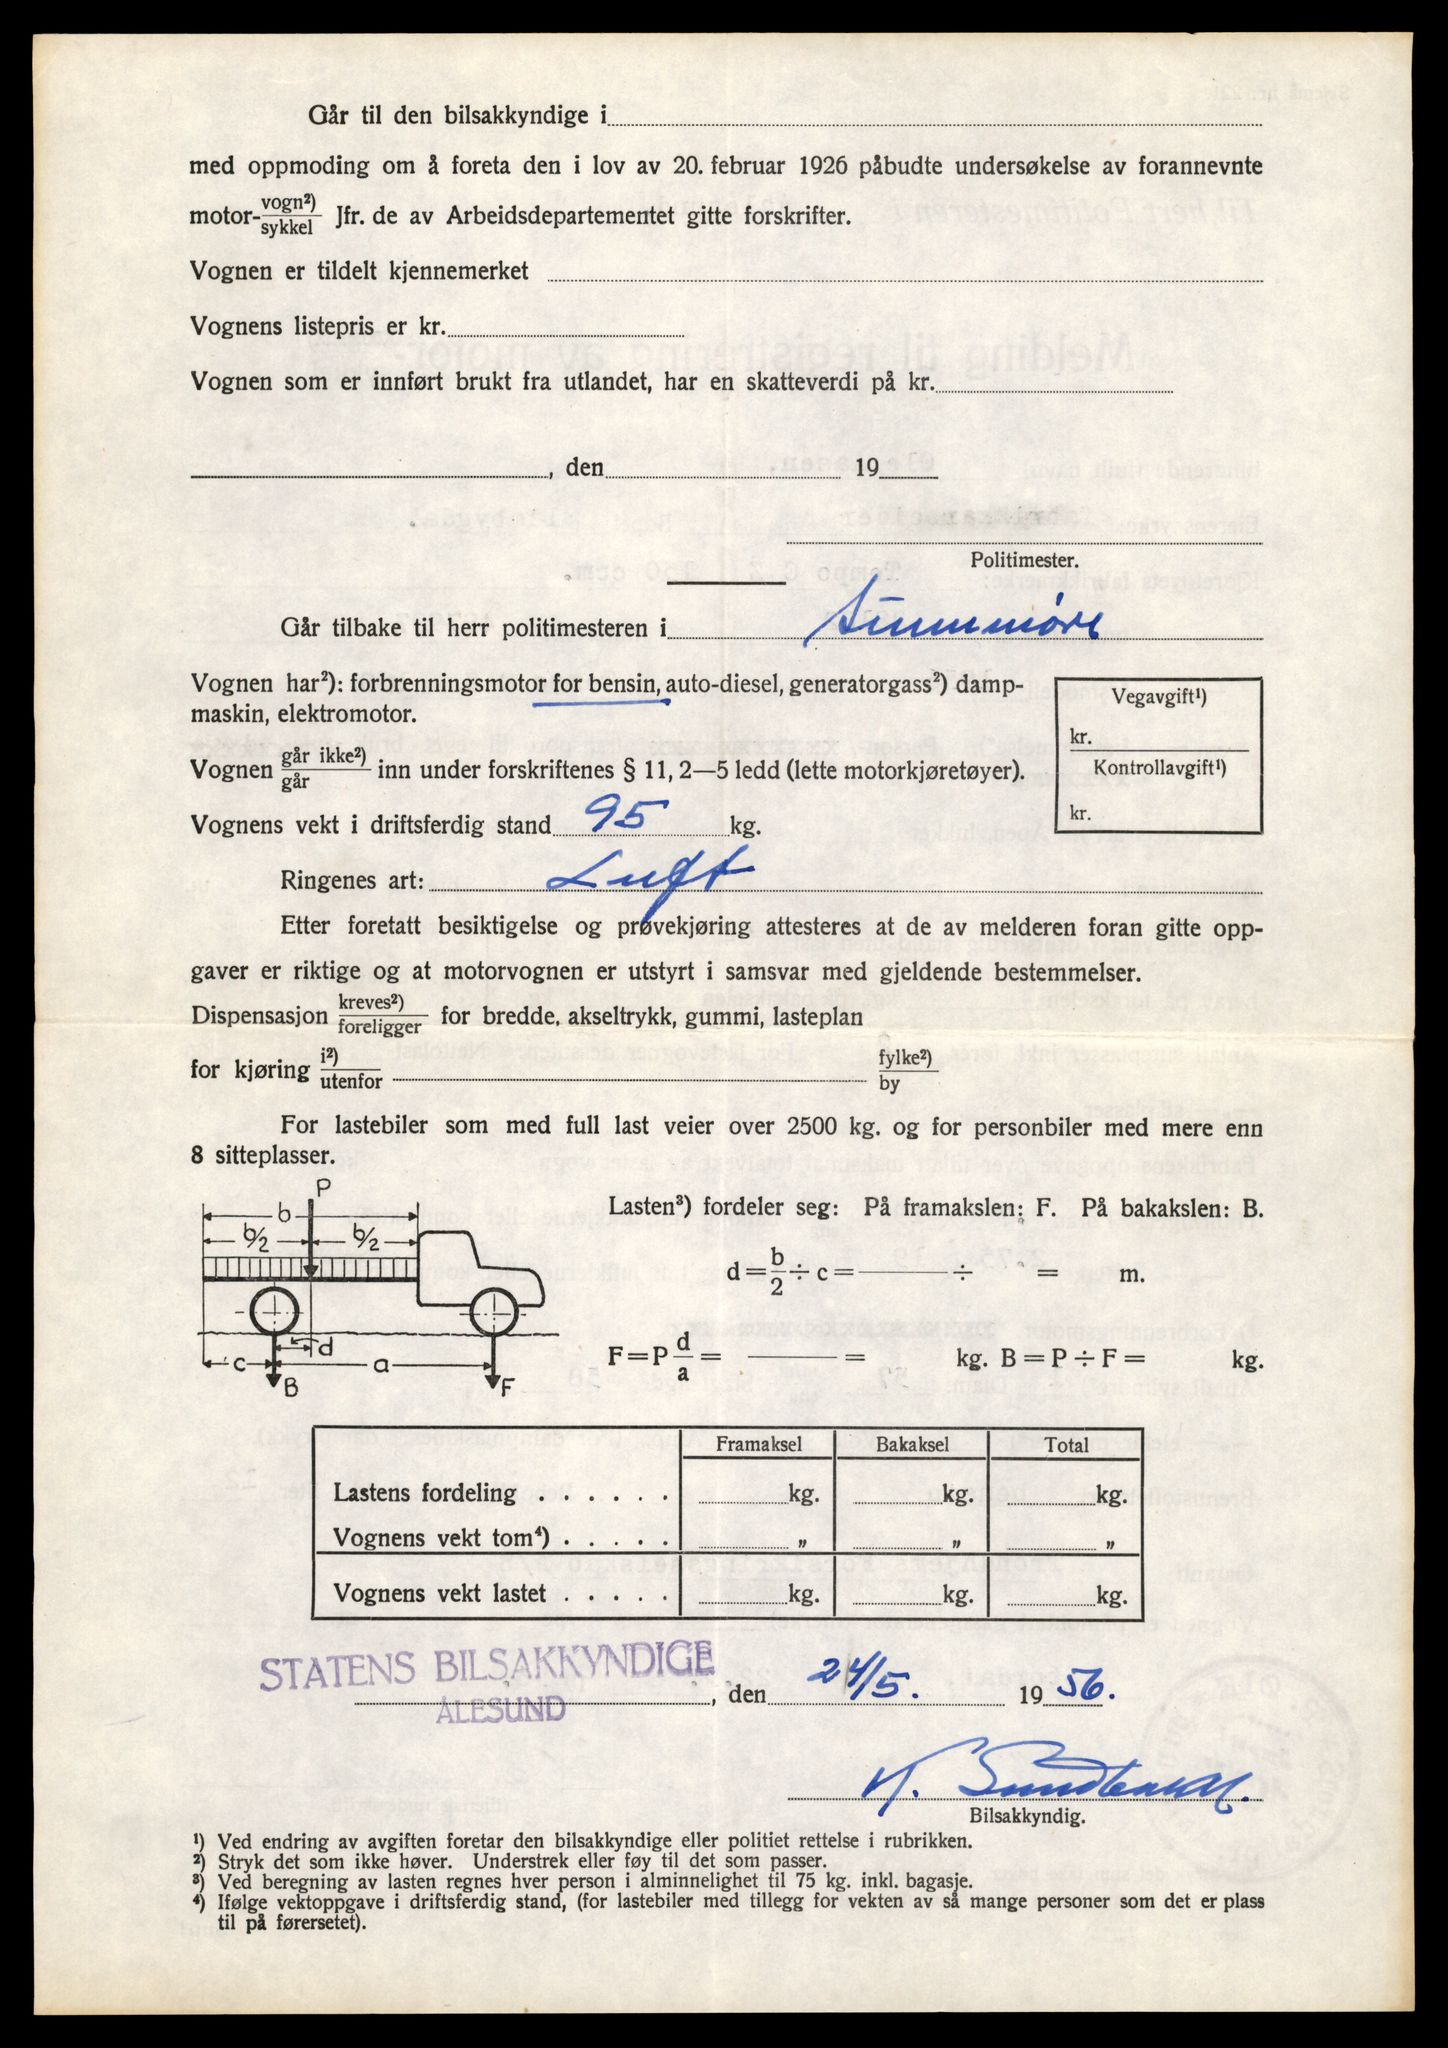 Går til den bilsakkyndige i
med oppmoding om å foreta den i lov av 20. februar 1926 påbudte undersøkelse av forannevnte
motor- vogn²) / sykkel Jfr. de av Arbeidsdepartementet gitte forskrifter.
Vognen er tildelt kjennemerket
Vognens listepris er kr.
Vognen som er innført brukt fra utlandet, har en skatteverdi på kr.
, den 19
Politimester.
Går tilbake til herr politimesteren i Sunnmøre
Vognen har²): forbrenningsmotor for bensin, auto-diesel, generatorgass²) damp-
maskin, elektromotor.
Vegavgift¹)
kr.
Kontrollavgift¹)
kr.
Vognen går ikke²) / går inn under forskriftenes § 11, 2—5 ledd (lette motorkjøretøyer).
Vognens vekt i driftsferdig stand 95 kg.
Ringenes art: Luft
Etter foretatt besiktigelse og prøvekjøring attesteres at de av melderen foran gitte opp-
gaver er riktige og at motorvognen er utstyrt i samsvar med gjeldende bestemmelser.
Dispensasjon kreves²) / foreligger for bredde, akseltrykk, gummi, lasteplan
for kjøring i²) / utenfor fylke²) / by
For lastebiler som med full last veier over 2500 kg. og for personbiler med mere enn
8 sitteplasser.
P
b
b/2 b/2
d
c a
B F
Lasten³) fordeler seg: På framakslen: F. På bakakslen: B.
d = b/2 ÷ c = ——— ÷ = m.
F = P d/a = ——— = kg. B = P ÷ F = kg.
Framaksel Bakaksel Total
Lastens fordeling . . . . . . kg. kg. kg.
Vognens vekt tom⁴) . . . . . „ „ „
Vognens vekt lastet . . . . . kg. kg. kg.
STATENS BILSAKKYNDIGE
ÅLESUND
, den 24/5. 1956.
Bilsakkyndig.
¹) Ved endring av avgiften foretar den bilsakkyndige eller politiet rettelse i rubrikken.
²) Stryk det som ikke høver. Understrek eller føy til det som passer.
³) Ved beregning av lasten regnes hver person i alminnelighet til 75 kg. inkl. bagasje.
⁴) Ifølge vektoppgave i driftsferdig stand, (for lastebiler med tillegg for vekten av så mange personer som det er plass
til på førersetet).